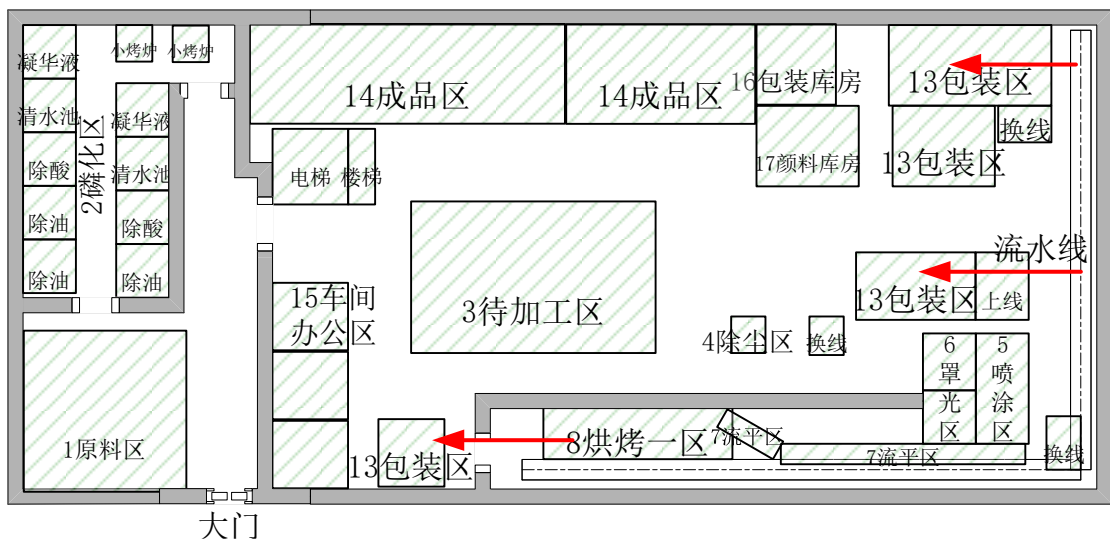 凝华液
清水池
除酸
除油
除油
2磷化区
小烤炉
小烤炉
凝华液
清水池
除酸
除油
1原料区
大门
14成品区
14成品区
16包装库房
17颜料库房
13包装区
换线
13包装区
电梯
楼梯
3待加工区
15车间
办公区
流水线
13包装区
上线
4除尘区
换线
6
罩
光
区
5
喷
涂
区
13包装区
8烘烤一区
7流平区
7流平区
换线